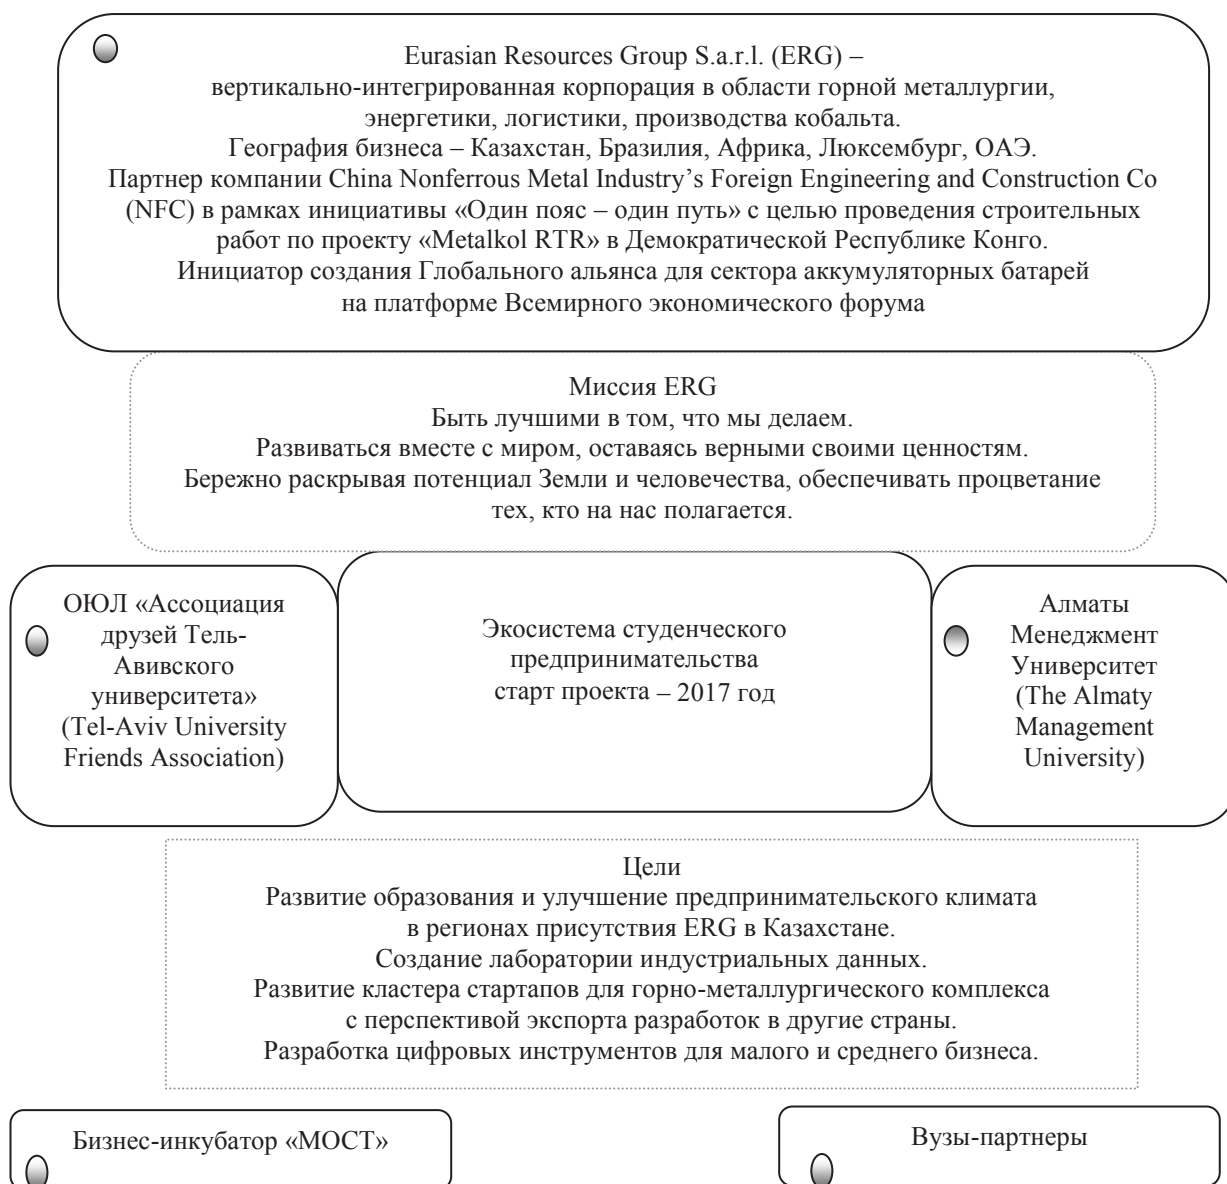 Eurasian Resources Group S.a.r.l. (ERG) –
вертикально-интегрированная корпорация в области горной металлургии,
энергетики, логистики, производства кобальта.
География бизнеса – Казахстан, Бразилия, Африка, Люксембург, ОАЭ.
Партнер компании China Nonferrous Metal Industry’s Foreign Engineering and Construction Co
(NFC) в рамках инициативы «Один пояс – один путь» с целью проведения строительных
работ по проекту «Metalkol RTR» в Демократической Республике Конго.
Инициатор создания Глобального альянса для сектора аккумуляторных батарей
на платформе Всемирного экономического форума
Миссия ERG
Быть лучшими в том, что мы делаем.
Развиваться вместе с миром, оставаясь верными своими ценностям.
Бережно раскрывая потенциал Земли и человечества, обеспечивать процветание
тех, кто на нас полагается.
ОЮЛ «Ассоциация
друзей Тель-
Авивского
университета»
(Tel-Aviv University
Friends Association)
Экосистема студенческого
предпринимательства
старт проекта – 2017 год
Алматы
Менеджмент
Университет
(The Almaty
Management
University)
Цели
Развитие образования и улучшение предпринимательского климата
в регионах присутствия ERG в Казахстане.
Создание лаборатории индустриальных данных.
Развитие кластера стартапов для горно-металлургического комплекса
с перспективой экспорта разработок в другие страны.
Разработка цифровых инструментов для малого и среднего бизнеса.
Бизнес-инкубатор «МОСТ»
Вузы-партнеры